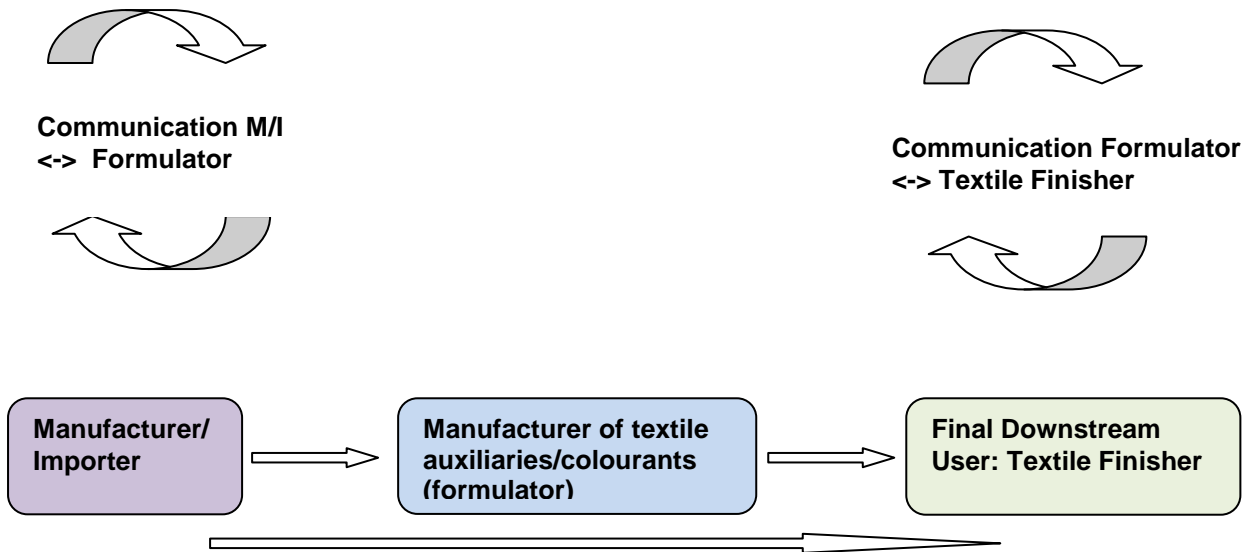 Communication M/I
<-> Formulator
Communication Formulator
<-> Textile Finisher
Manufacturer/
Importer
Manufacturer of textile
auxiliaries/colourants
(formulator)
Final Downstream
User: Textile Finisher